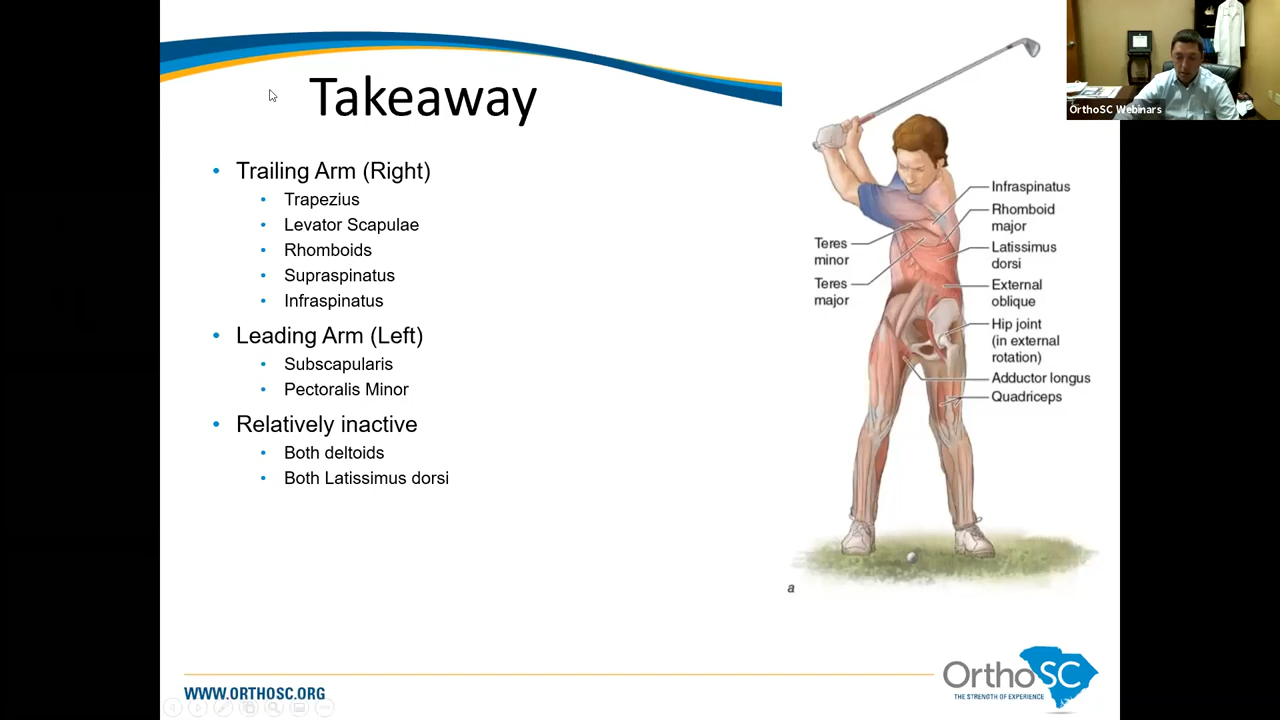 Takeaway
OrthoSC Webinars
Trailing Arm (Right)
Trapezius
Levator Scapulae
Rhomboids
Supraspinatus
Infraspinatus
Leading Arm (Left)
Subscapularis
Pectoralis Minor
Relatively inactive
Both deltoids
Both Latissimus dorsi
Teres
minor
Teres
major
Infraspinatus
Rhomboid
major
Latissimus
dorsi
External
oblique
Hip joint
(in external
rotation)
Adductor longus
Quadriceps
a
WWW.ORTHOSC.ORG
OrthoSC
THE STRENGTH OF EXPERIENCE